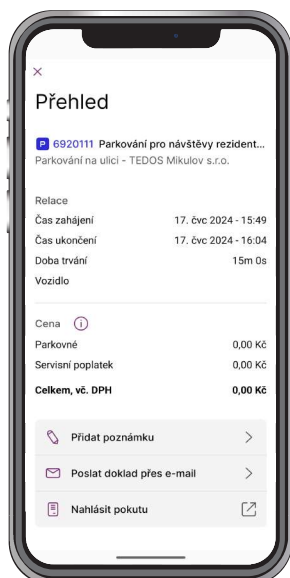 ×
Přehled
P 6920111 Parkování pro návštěvy rezident...
Parkování na ulici - TEDOS Mikulov s.r.o.
Relace
Čas zahájení 17. čvc 2024 - 15:49
Čas ukončení 17. čvc 2024 - 16:04
Doba trvání 15m 0s
Vozidlo
Cena i
Parkovné 0,00 Kč
Servisní poplatek 0,00 Kč
Celkem, vč. DPH 0,00 Kč
Přidat poznámku
Poslat doklad přes e-mail
Nahlásit pokutu